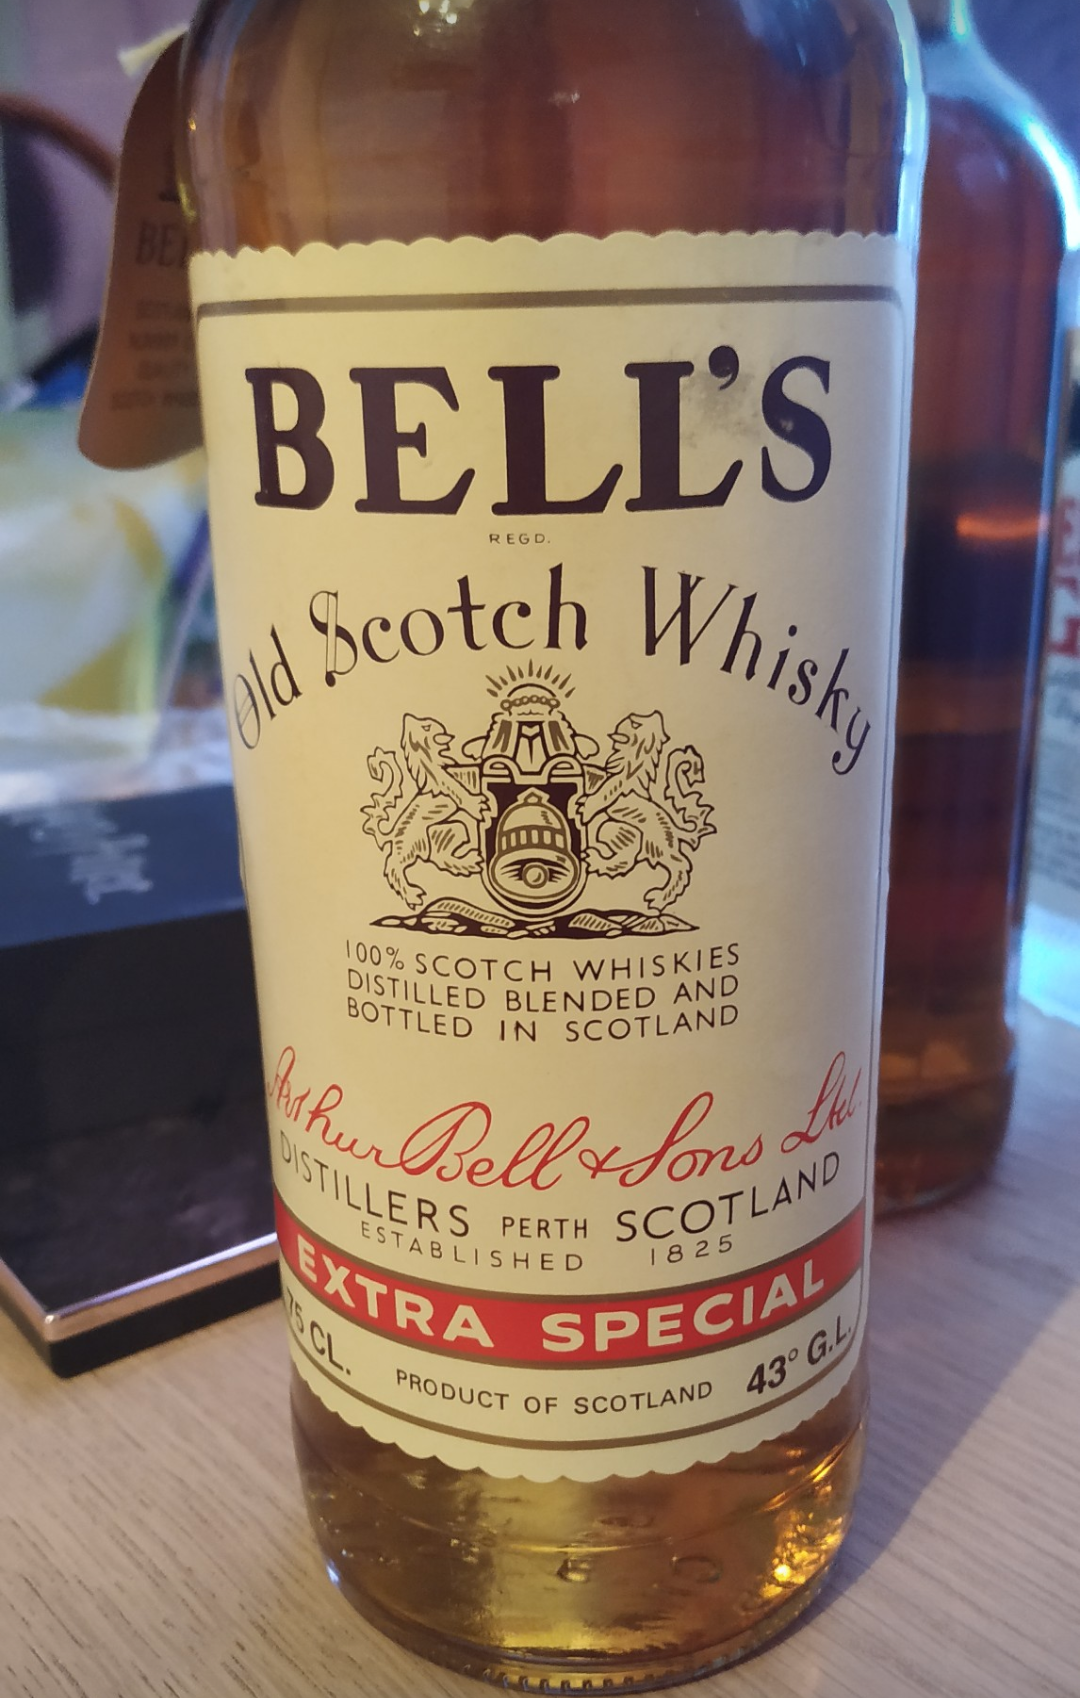 BELL'S
REGD.
Old Scotch Whisky
100% SCOTCH WHISKIES
DISTILLED BLENDED AND
BOTTLED IN SCOTLAND
Arthur Bell & Sons Ltd.
DISTILLERS PERTH SCOTLAND
ESTABLISHED 1825
EXTRA SPECIAL
75 CL. PRODUCT OF SCOTLAND 43° G.L.